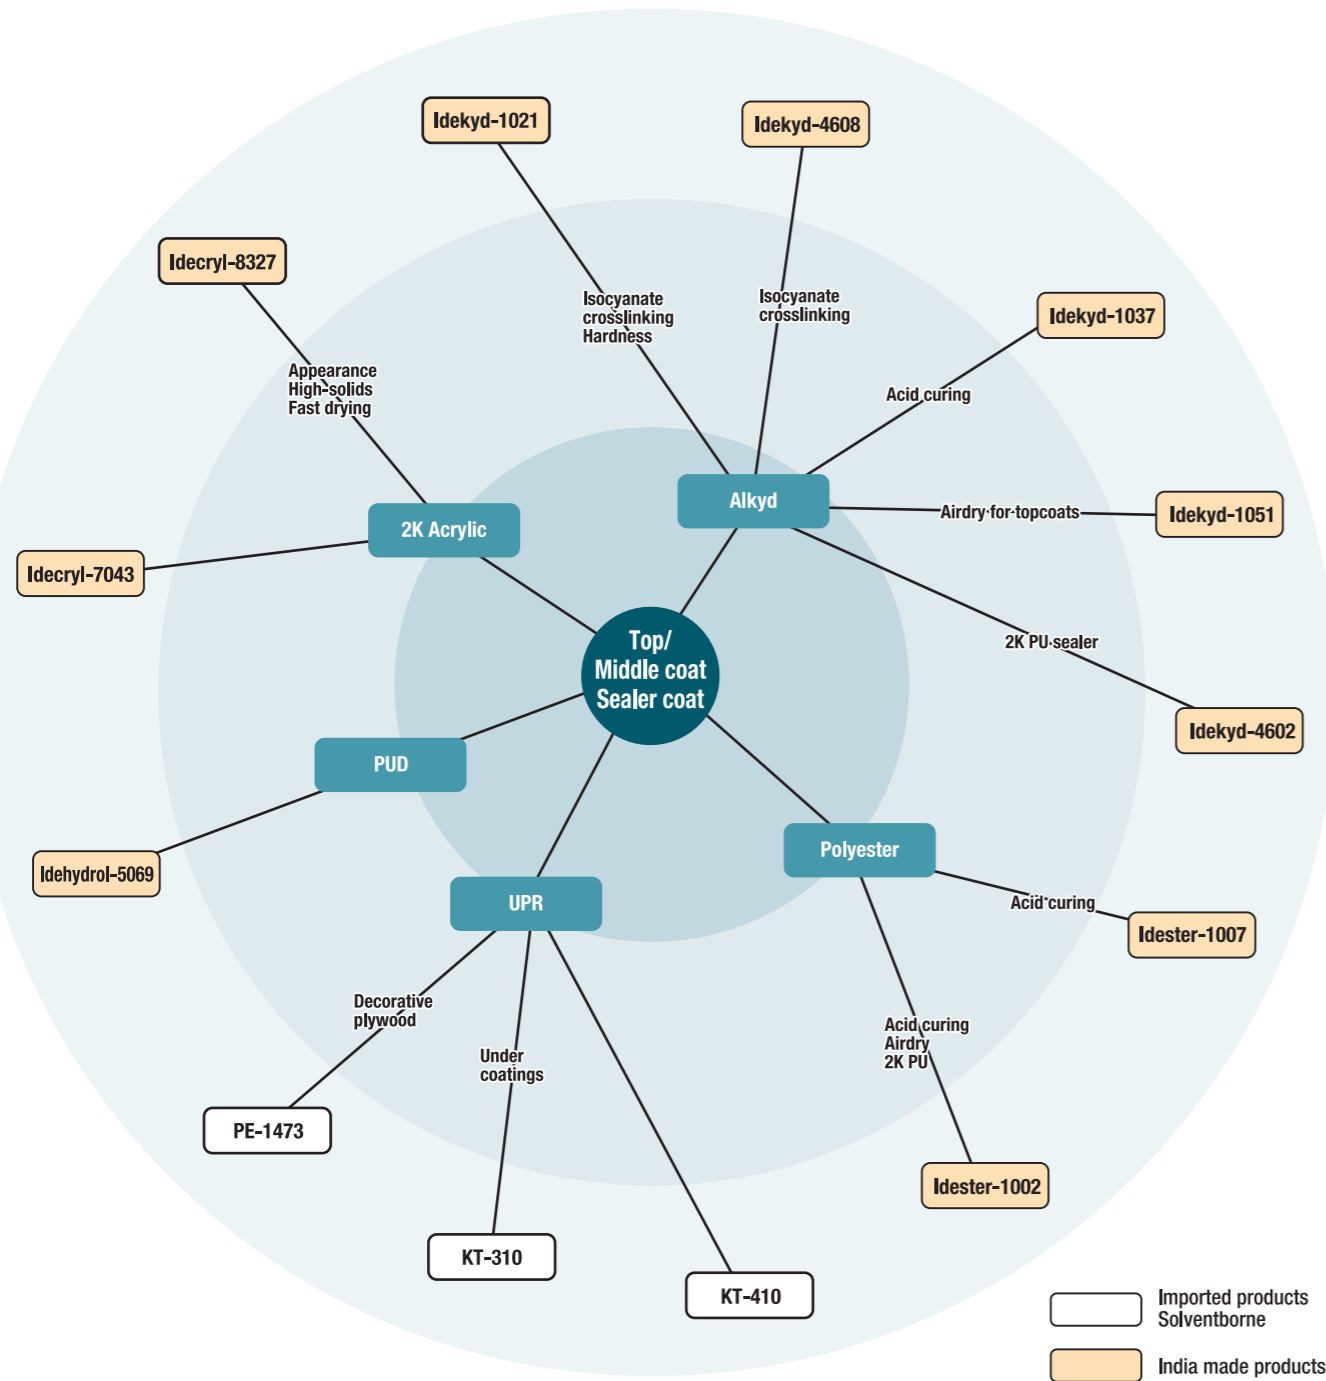 Idekyd-1021
Idekyd-4608
Idecryl-8327
Isocyanate
crosslinking
Hardness
Isocyanate
crosslinking
Idekyd-1037
Appearance
High-solids
Fast drying
Acid curing
Alkyd
Airdry for topcoats
Idekyd-1051
2K Acrylic
Idecryl-7043
Top/
Middle coat
Sealer coat
2K PU sealer
Idekyd-4602
PUD
Polyester
Idehydrol-5069
UPR
Acid curing
Idester-1007
Decorative
plywood
Under
coatings
Acid curing
Airdry
2K PU
PE-1473
Idester-1002
KT-310
KT-410
Imported products
Solventborne
India made products